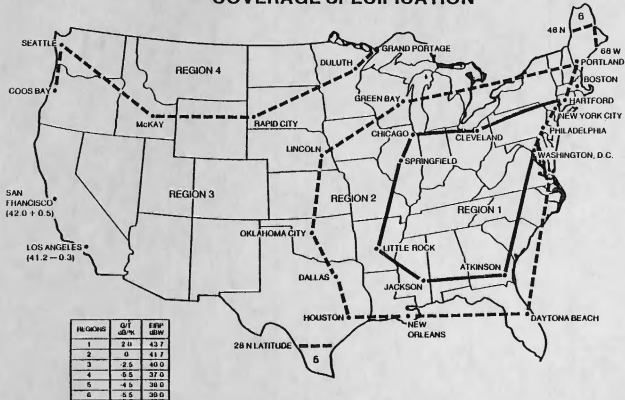 COVERAGE SPECIFICATION
SEATTLE
COOS BAY
McKAY
REGION 4
RAPID CITY
DULUTH
GRAND PORTAGE
GREEN BAY
6
48 N
68 W
PORTLAND
BOSTON
HARTFORD
NEW YORK CITY
PHILADELPHIA
WASHINGTON, D.C.
CHICAGO
CLEVELAND
LINCOLN
SPRINGFIELD
REGION 3
REGION 2
REGION 1
SAN
FRANCISCO
(42.0 + 0.5)
LOS ANGELES
(41.2 – 0.3)
OKLAHOMA CITY
LITTLE ROCK
DALLAS
JACKSON
ATKINSON
HOUSTON
NEW
ORLEANS
DAYTONA BEACH
28 N LATITUDE
6
REGIONS G/T dB/°K EIRP dBW
1 2.0 43.7
2 0 41.7
3 -2.5 40.0
4 -5.5 37.0
5 -4.5 38.0
6 -5.5 39.0